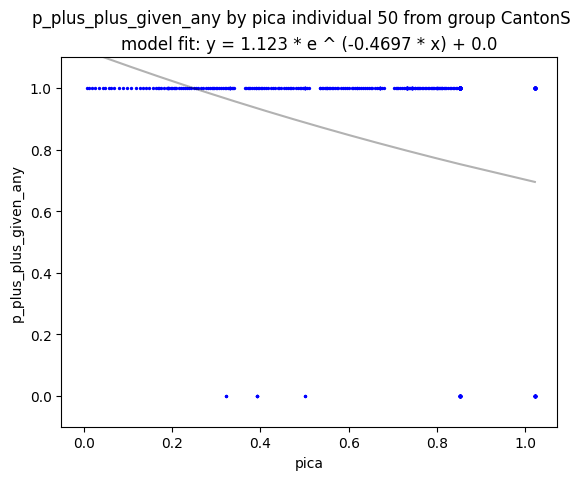 p_plus_plus_given_any by pica individual 50 from group CantonS
model fit: y = 1.123 * e ^ (-0.4697 * x) + 0.0
p_plus_plus_given_any
1.0
0.8
0.6
0.4
0.2
0.0
0.0 0.2 0.4 0.6 0.8 1.0
pica